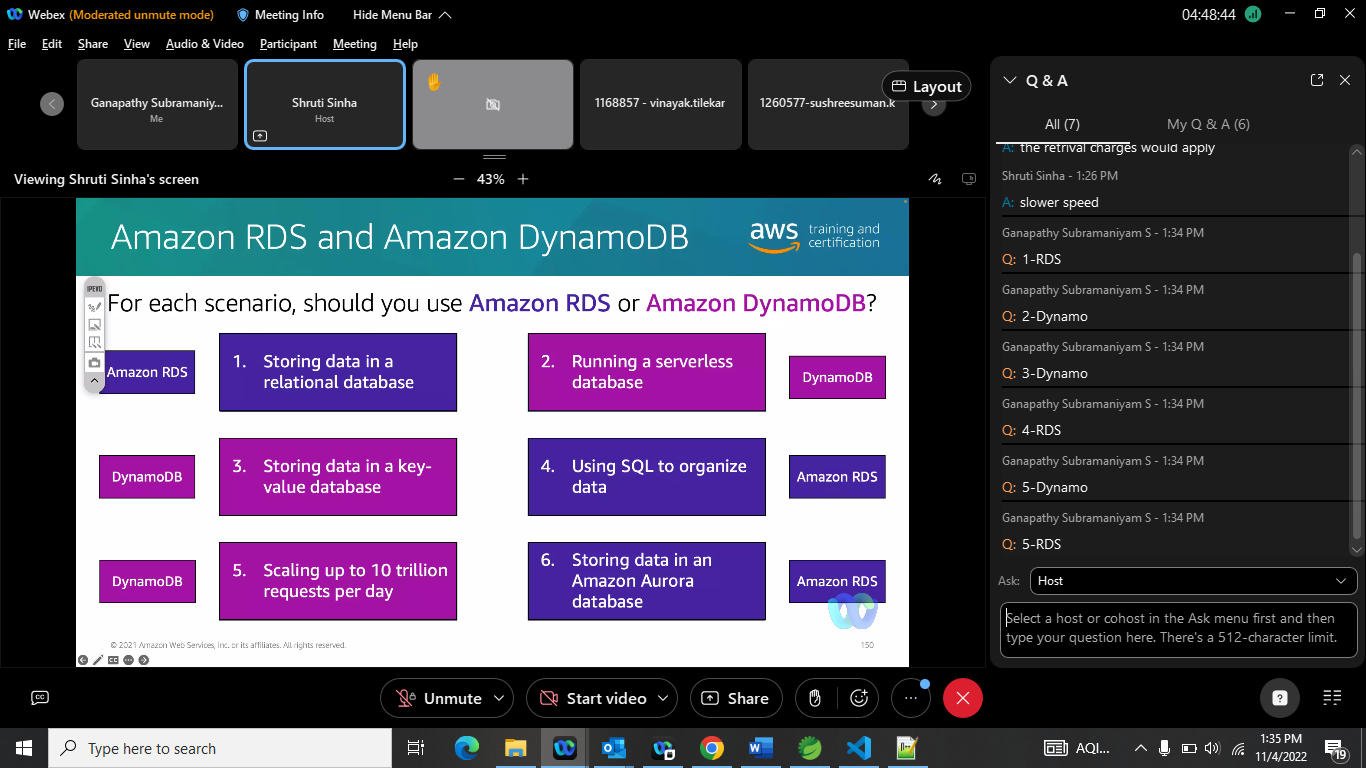 Webex (Moderated unmute mode)
Meeting Info
Hide Menu Bar
04:48:44
File Edit Share View Audio & Video Participant Meeting Help
Ganapathy Subramaniy...
Me
Shruti Sinha
Host
1168857 - vinayak.tilekar
1260577-sushreesuman.k
Layout
Viewing Shruti Sinha's screen
43%
Amazon RDS and Amazon DynamoDB
aws training and
certification
IPEVO
For each scenario, should you use Amazon RDS or Amazon DynamoDB?
Amazon RDS
1. Storing data in a
relational database
2. Running a serverless
database
DynamoDB
DynamoDB
3. Storing data in a key-
value database
4. Using SQL to organize
data
Amazon RDS
DynamoDB
5. Scaling up to 10 trillion
requests per day
6. Storing data in an
Amazon Aurora
database
Amazon RDS
© 2021 Amazon Web Services, Inc. or its affiliates. All rights reserved.
150
Q & A
All (7)
My Q & A (6)
A: the retrival charges would apply
Shruti Sinha - 1:26 PM
A: slower speed
Ganapathy Subramaniyam S - 1:34 PM
Q: 1-RDS
Ganapathy Subramaniyam S - 1:34 PM
Q: 2-Dynamo
Ganapathy Subramaniyam S - 1:34 PM
Q: 3-Dynamo
Ganapathy Subramaniyam S - 1:34 PM
Q: 4-RDS
Ganapathy Subramaniyam S - 1:34 PM
Q: 5-Dynamo
Ganapathy Subramaniyam S - 1:34 PM
Q: 5-RDS
Ask: Host
Select a host or cohost in the Ask menu first and then
type your question here. There's a 512-character limit.
CC
Unmute
Start video
Share
Type here to search
AQI...
1:35 PM
11/4/2022
19